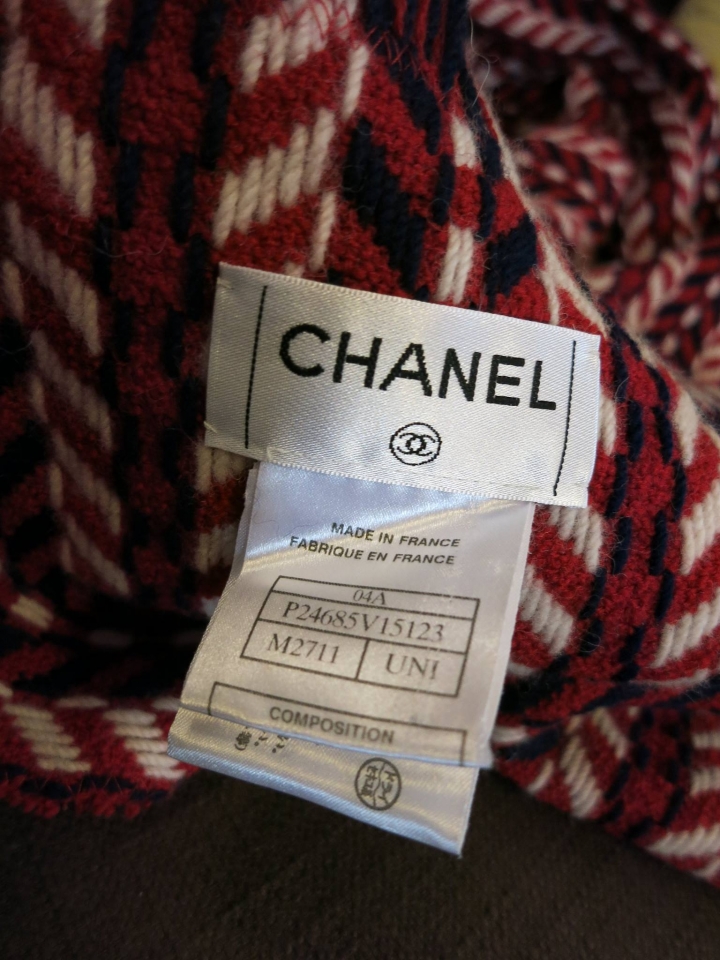 CHANEL
MADE IN FRANCE
FABRIQUE EN FRANCE
04A
P24685V15123
M2711 UNI
COMPOSITION